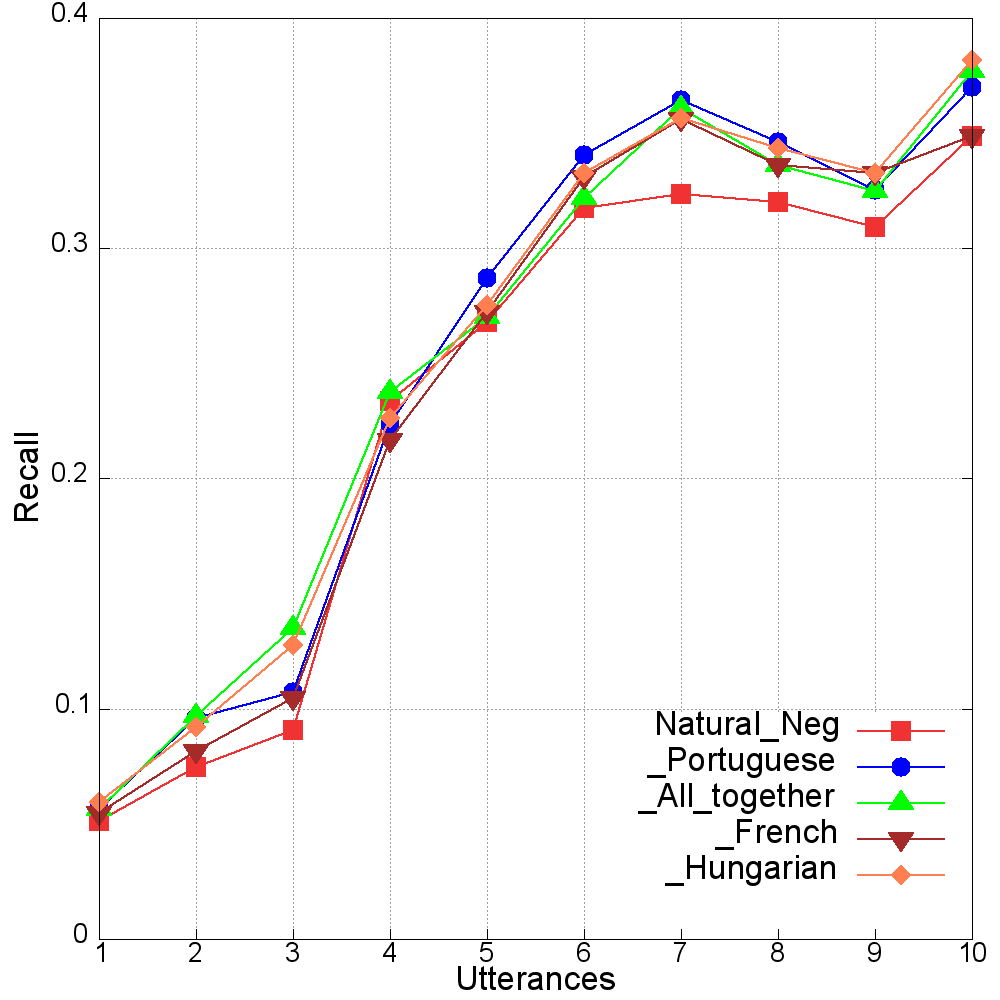 0.4
0.3
0.2
0.1
0
Recall
1 2 3 4 5 6 7 8 9 10
Utterances
Natural_Neg
_Portuguese
_All_together
_French
_Hungarian